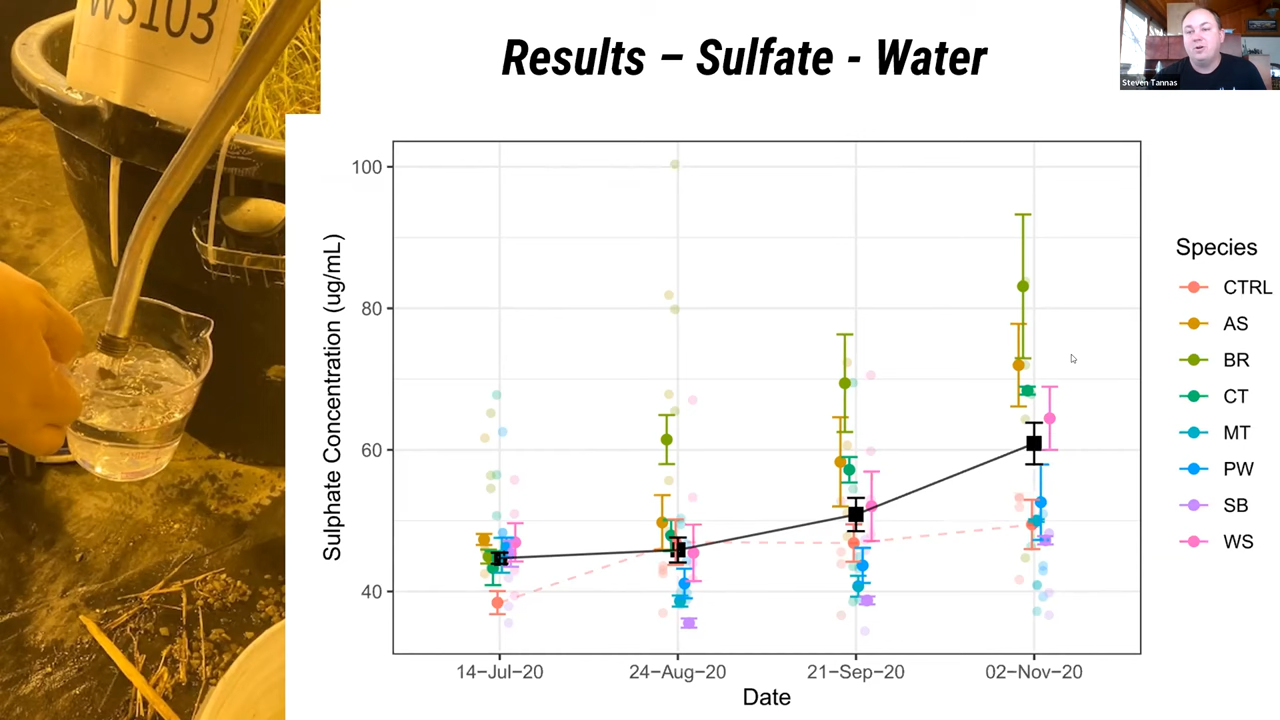 WS103
Results – Sulfate - Water
Steven Tannas
Sulphate Concentration (ug/mL)
100
80
60
40
14−Jul−20
24−Aug−20
21−Sep−20
02−Nov−20
Date
Species
CTRL
AS
BR
CT
MT
PW
SB
WS